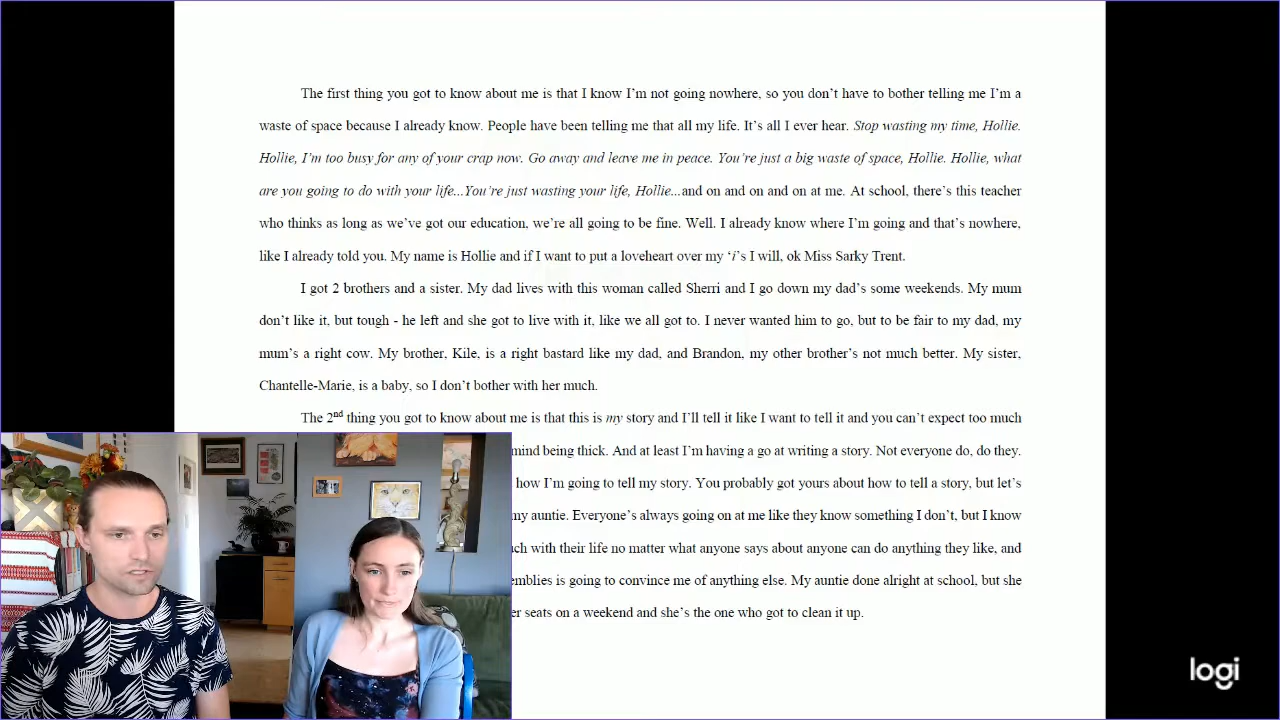 The first thing you got to know about me is that I know I’m not going nowhere, so you don’t have to bother telling me I’m a
waste of space because I already know. People have been telling me that all my life. It’s all I ever hear. Stop wasting my time, Hollie.
Hollie, I’m too busy for any of your crap now. Go away and leave me in peace. You’re just a big waste of space, Hollie. Hollie, what
are you going to do with your life...You’re just wasting your life, Hollie...and on and on and on at me. At school, there’s this teacher
who thinks as long as we’ve got our education, we’re all going to be fine. Well. I already know where I’m going and that’s nowhere,
like I already told you. My name is Hollie and if I want to put a loveheart over my ‘i’s I will, ok Miss Sarky Trent.
I got 2 brothers and a sister. My dad lives with this woman called Sherri and I go down my dad’s some weekends. My mum
don’t like it, but tough - he left and she got to live with it, like we all got to. I never wanted him to go, but to be fair to my dad, my
mum’s a right cow. My brother, Kile, is a right bastard like my dad, and Brandon, my other brother’s not much better. My sister,
Chantelle-Marie, is a baby, so I don’t bother with her much.
The 2nd thing you got to know about me is that this is my story and I’ll tell it like I want to tell it and you can’t expect too much
mind being thick. And at least I’m having a go at writing a story. Not everyone do, do they.
how I’m going to tell my story. You probably got yours about how to tell a story, but let’s
my auntie. Everyone’s always going on at me like they know something I don’t, but I know
with their life no matter what anyone says about anyone can do anything they like, and
is going to convince me of anything else. My auntie done alright at school, but she
seats on a weekend and she’s the one who got to clean it up.
logi